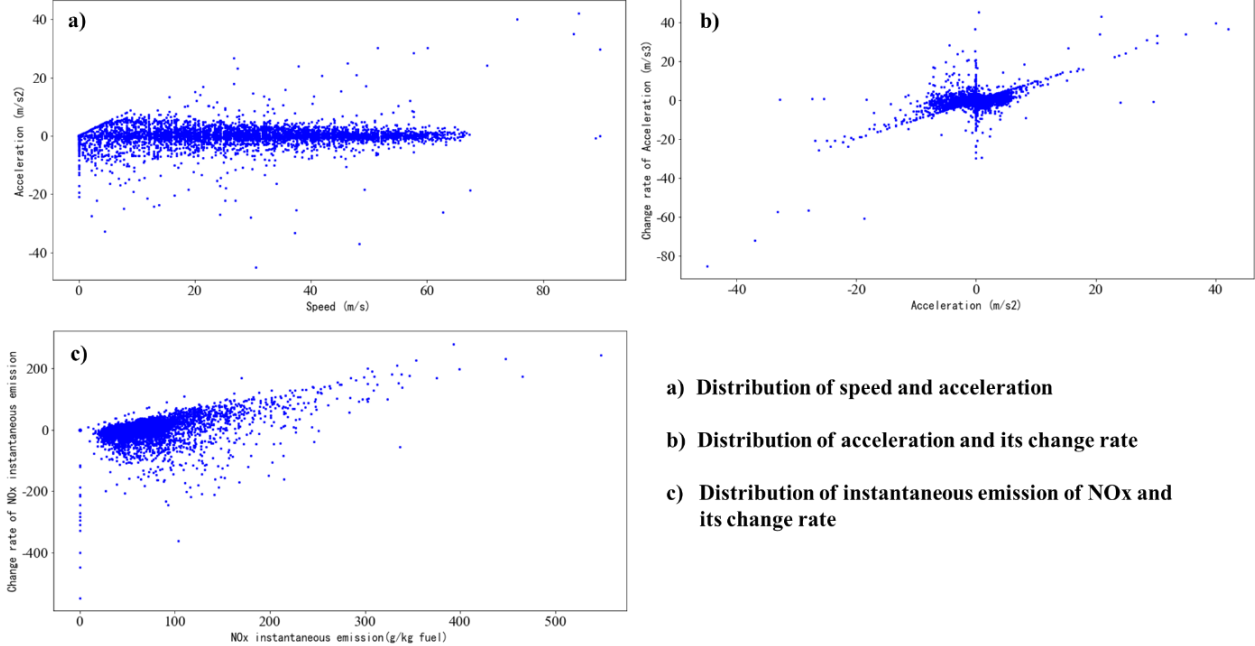 a)
40
20
0
-20
-40
Acceleration (m/s2)
0
20
40
60
80
Speed (m/s)
b)
40
20
0
-20
-40
-60
-80
Change rate of Acceleration (m/s3)
-40
-20
0
20
40
Acceleration (m/s2)
c)
200
0
-200
-400
Change rate of NOx instantaneous emission
0
100
200
300
400
500
NOx instantaneous emission(g/kg fuel)
a) Distribution of speed and acceleration
b) Distribution of acceleration and its change rate
c) Distribution of instantaneous emission of NOx and
its change rate